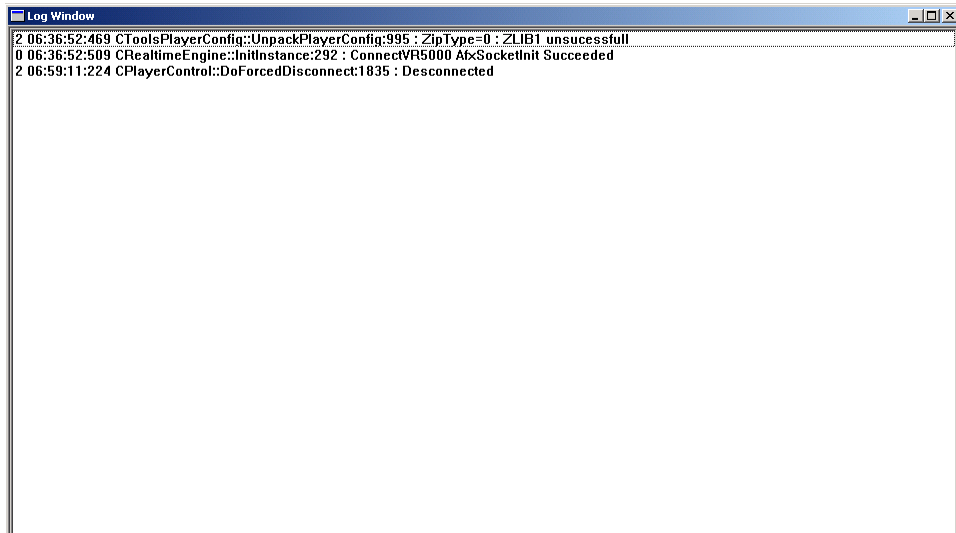 Log Window
2 06:36:52:469 CToolsPlayerConfig::UnpackPlayerConfig:995 : ZipType=0 : ZLIB1 unsucessfull
0 06:36:52:509 CRealtimeEngine::InitInstance:292 : ConnectVR5000 AfxSocketInit Succeeded
2 06:59:11:224 CPlayerControl::DoForcedDisconnect:1835 : Desconnected